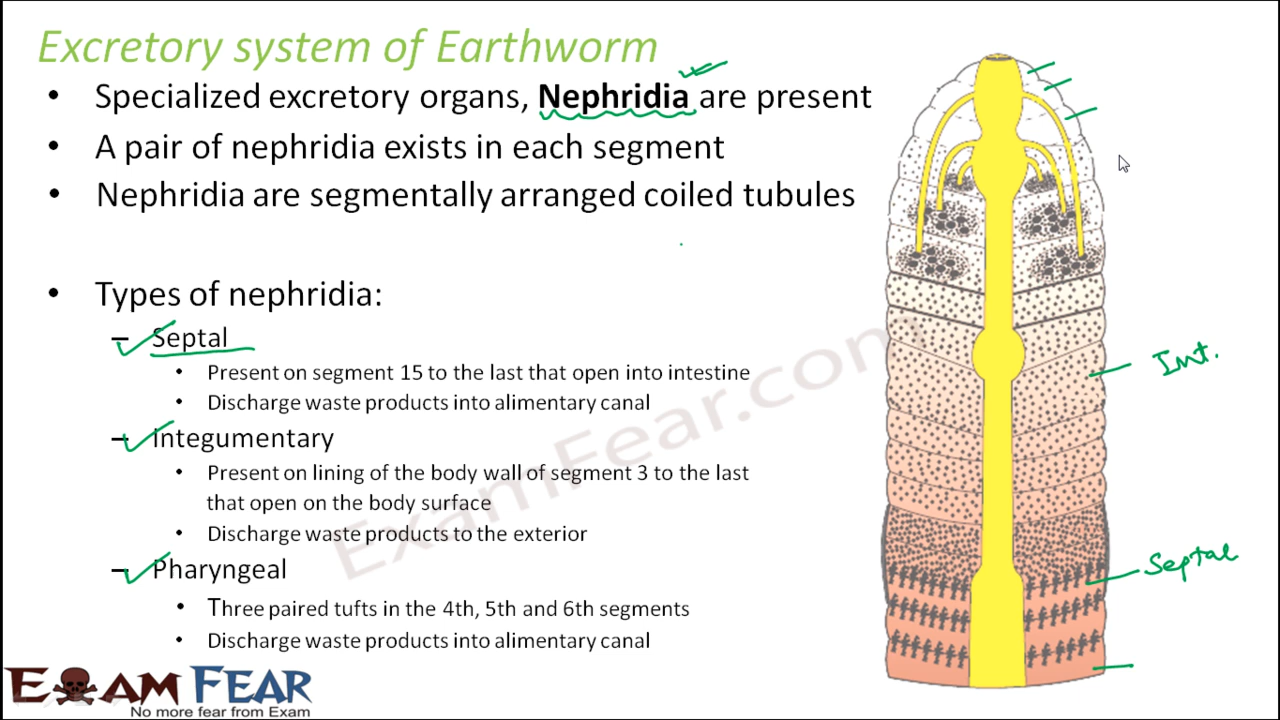 Excretory system of Earthworm
• Specialized excretory organs, Nephridia are present
• A pair of nephridia exists in each segment
• Nephridia are segmentally arranged coiled tubules
• Types of nephridia:
– Septal
• Present on segment 15 to the last that open into intestine
• Discharge waste products into alimentary canal
– Integumentary
• Present on lining of the body wall of segment 3 to the last
that open on the body surface
• Discharge waste products to the exterior
– Pharyngeal
• Three paired tufts in the 4th, 5th and 6th segments
• Discharge waste products into alimentary canal
Int.
Septal
ExamFear.com
EXAM FEAR
No more fear from Exam